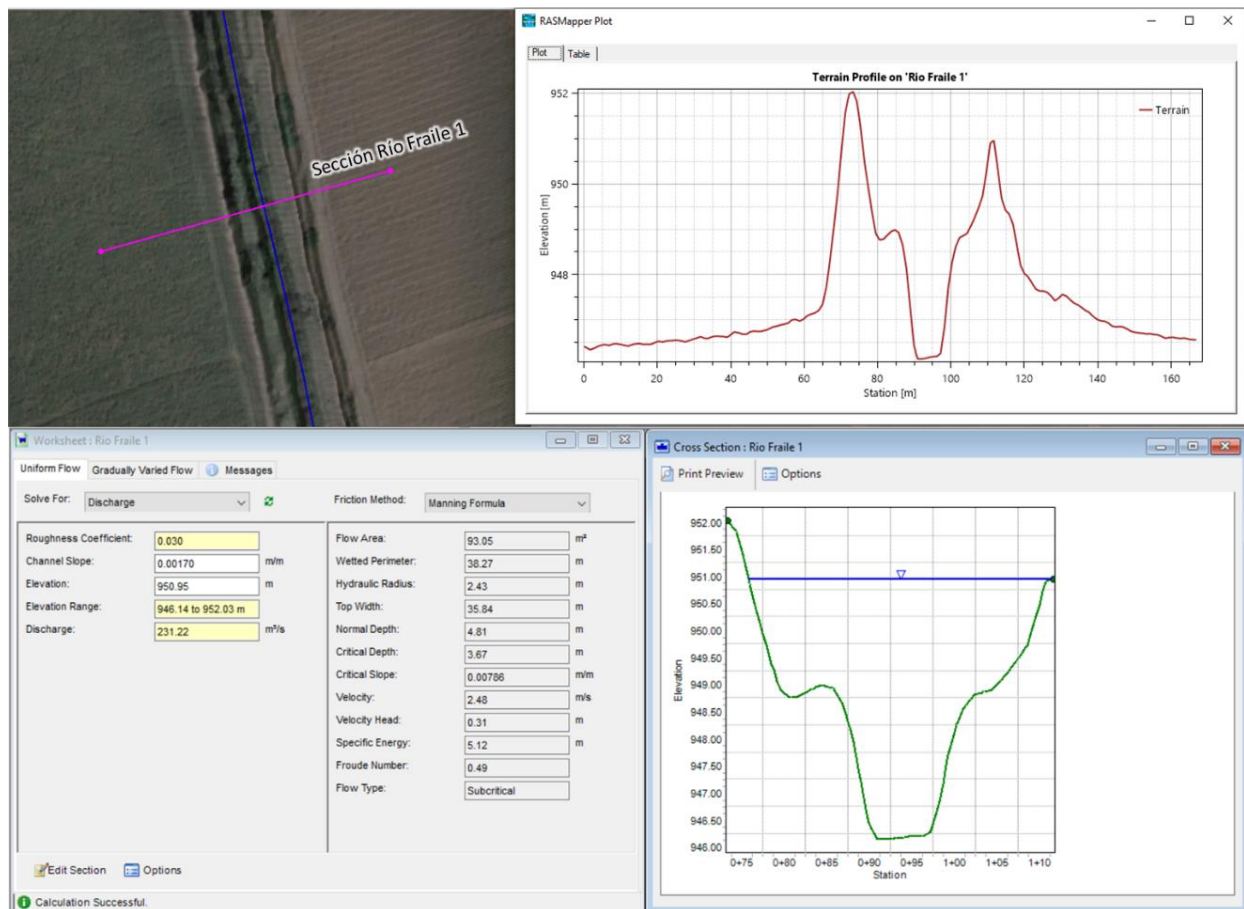 Sección Río Fraile 1
RASMapper Plot
Plot Table
Terrain Profile on 'Rio Fraile 1'
Terrain
Elevation [m]
952
950
948
0 20 40 60 80 100 120 140 160
Station [m]
Worksheet : Rio Fraile 1
Uniform Flow Gradually Varied Flow Messages
Solve For: Discharge Friction Method: Manning Formula
Roughness Coefficient: 0.030
Channel Slope: 0.00170 m/m
Elevation: 950.95 m
Elevation Range: 946.14 to 952.03 m
Discharge: 231.22 m³/s
Flow Area: 93.05 m²
Wetted Perimeter: 38.27 m
Hydraulic Radius: 2.43 m
Top Width: 35.84 m
Normal Depth: 4.81 m
Critical Depth: 3.67 m
Critical Slope: 0.00786 m/m
Velocity: 2.48 m/s
Velocity Head: 0.31 m
Specific Energy: 5.12 m
Froude Number: 0.49
Flow Type: Subcritical
Edit Section Options
Calculation Successful.
Cross Section : Rio Fraile 1
Print Preview Options
Elevation
952.00
951.50
951.00
950.50
950.00
949.50
949.00
948.50
948.00
947.50
947.00
946.50
946.00
0+75 0+80 0+85 0+90 0+95 1+00 1+05 1+10
Station